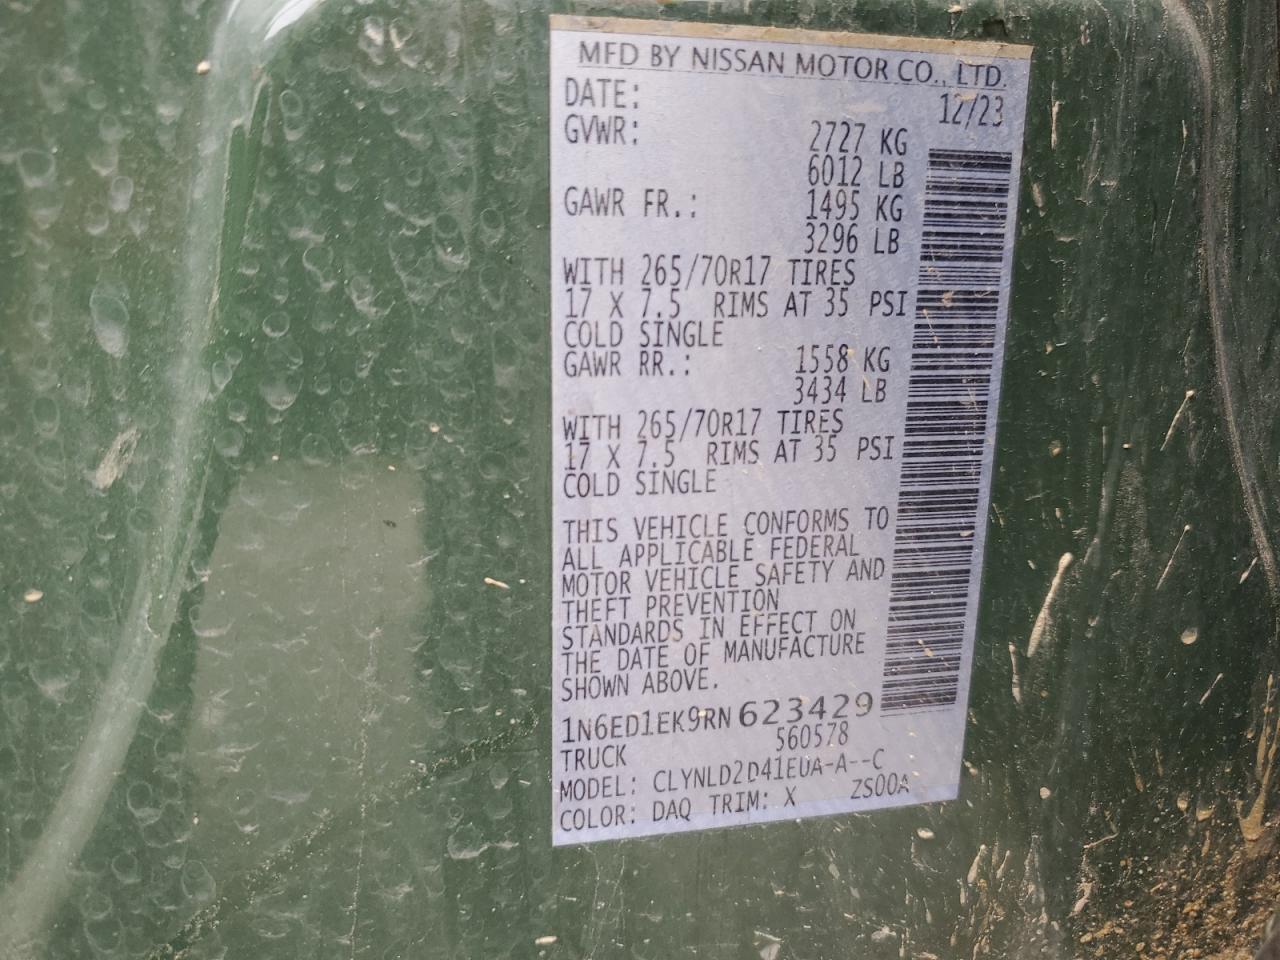 MFD BY NISSAN MOTOR CO., LTD.
DATE: 12/23
GVWR: 2727 KG
6012 LB
GAWR FR.: 1495 KG
3296 LB
WITH 265/70R17 TIRES
17 X 7.5 RIMS AT 35 PSI
COLD SINGLE
GAWR RR.: 1558 KG
3434 LB
WITH 265/70R17 TIRES
17 X 7.5 RIMS AT 35 PSI
COLD SINGLE
THIS VEHICLE CONFORMS TO
ALL APPLICABLE FEDERAL
MOTOR VEHICLE SAFETY AND
THEFT PREVENTION
STANDARDS IN EFFECT ON
THE DATE OF MANUFACTURE
SHOWN ABOVE.
1N6ED1EK9RN623429
TRUCK 560578
MODEL: CLYNLD2D41EUA-A--C
COLOR: DAQ TRIM: X ZS00A